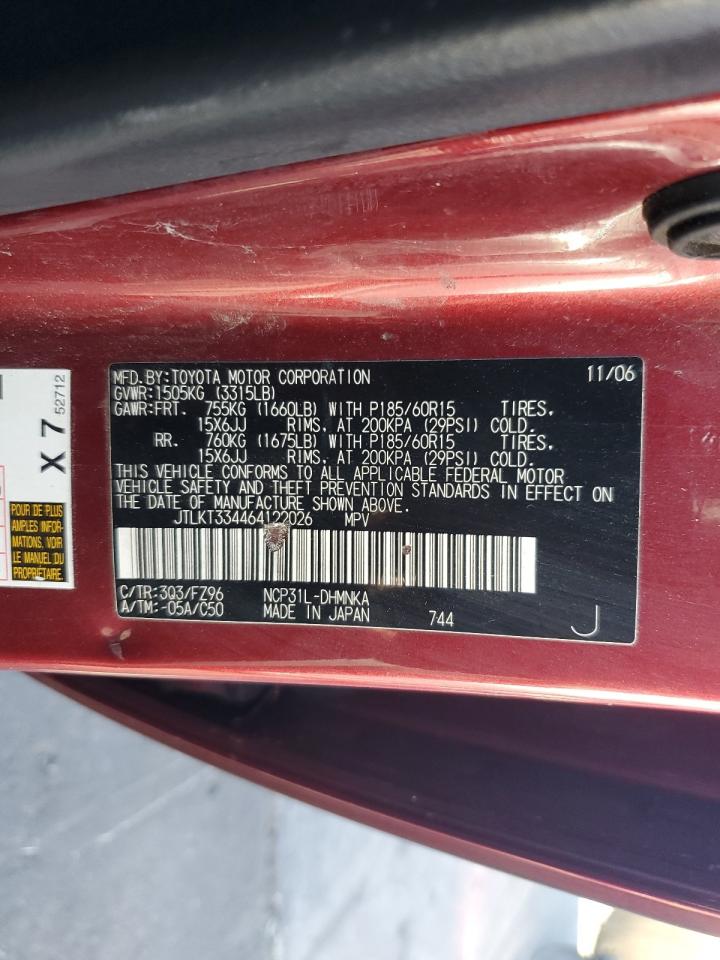 MFD.BY:TOYOTA MOTOR CORPORATION 11/06
GVWR:1505KG (3315LB)
GAWR:FRT. 755KG (1660LB) WITH P185/60R15 TIRES,
15X6JJ RIMS, AT 200KPA (29PSI) COLD.
RR. 760KG (1675LB) WITH P185/60R15 TIRES,
15X6JJ RIMS, AT 200KPA (29PSI) COLD.
THIS VEHICLE CONFORMS TO ALL APPLICABLE FEDERAL MOTOR
VEHICLE SAFETY AND THEFT PREVENTION STANDARDS IN EFFECT ON
THE DATE OF MANUFACTURE SHOWN ABOVE.
JTLKT334464122026 MPV
C/TR:3Q3/FZ96 NCP31L-DHMNKA
A/TM:-05A/C50 MADE IN JAPAN 744 J
X 7
52712
POUR DE PLUS
AMPLES INFOR-
MATIONS, VOIR
LE MANUEL DU
PROPRIÉTAIRE.